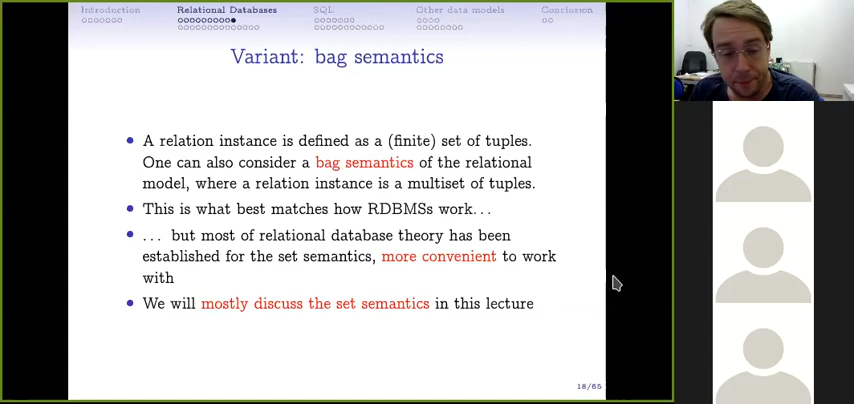 Introduction
Relational Databases
SQL
Other data models
Conclusion
Variant: bag semantics
A relation instance is defined as a (finite) set of tuples.
One can also consider a bag semantics of the relational
model, where a relation instance is a multiset of tuples.
This is what best matches how RDBMSs work...
... but most of relational database theory has been
established for the set semantics, more convenient to work
with
We will mostly discuss the set semantics in this lecture
18/65